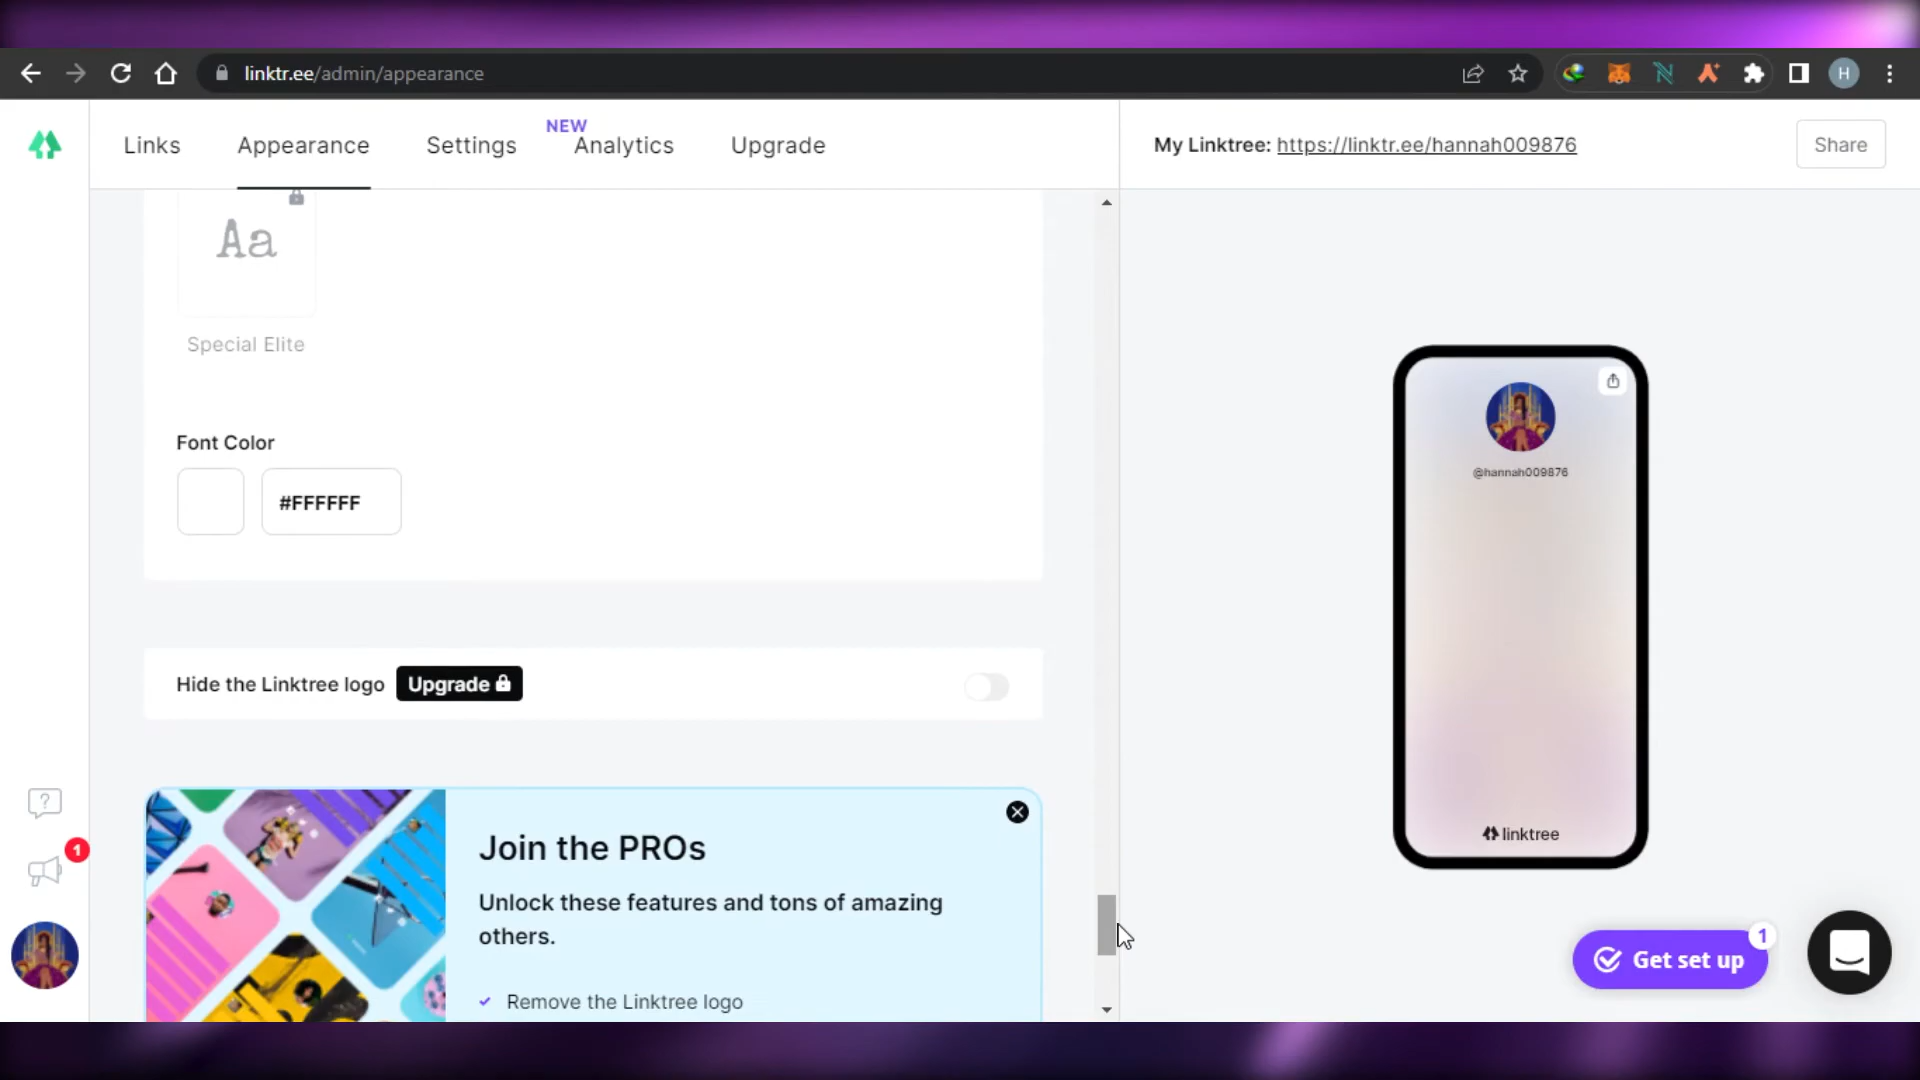 linktr.ee/admin/appearance
H
Links
Appearance
Settings
NEW
Analytics
Upgrade
My Linktree: https://linktr.ee/hannah009876
Share
Aa
Special Elite
Font Color
#FFFFFF
Hide the Linktree logo
Upgrade
Join the PROs
Unlock these features and tons of amazing
others.
Remove the Linktree logo
@hannah009876
linktree
?
1
Get set up
1